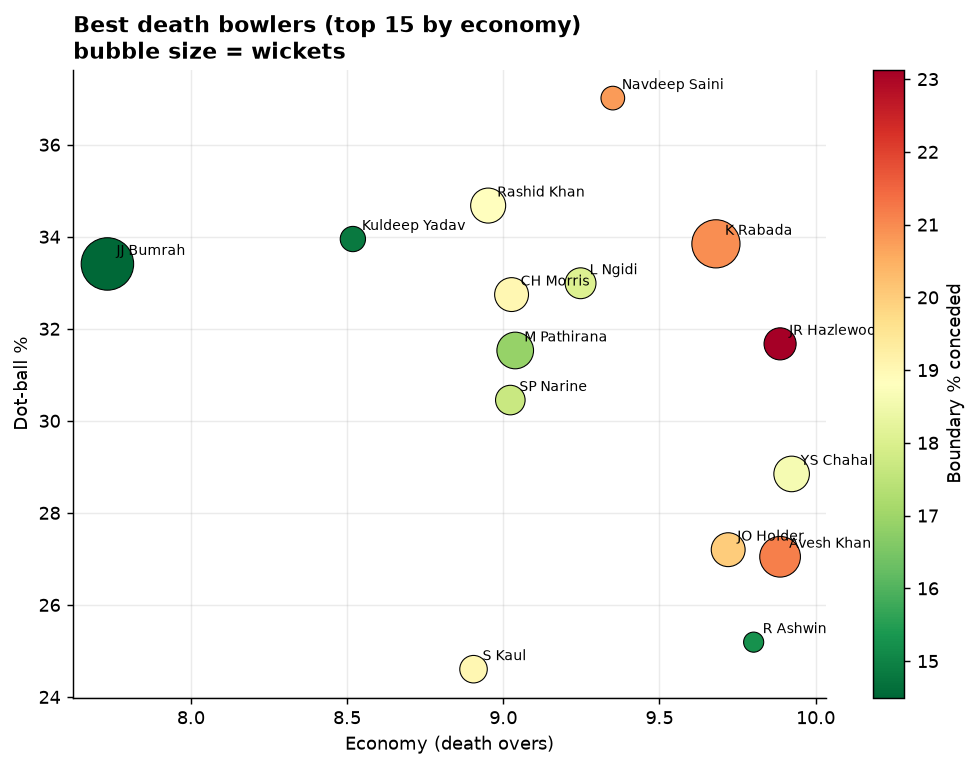 Best death bowlers (top 15 by economy)
bubble size = wickets
Navdeep Saini
Rashid Khan
Kuldeep Yadav
K Rabada
JJ Bumrah
L Ngidi
CH Morris
M Pathirana
JR Hazlewoo
SP Narine
YS Chahal
JO Holder
Avesh Khan
R Ashwin
S Kaul
36
34
32
30
28
26
24
Dot-ball %
8.0 8.5 9.0 9.5 10.0
Economy (death overs)
23
22
21
20
19
18
17
16
15
Boundary % conceded